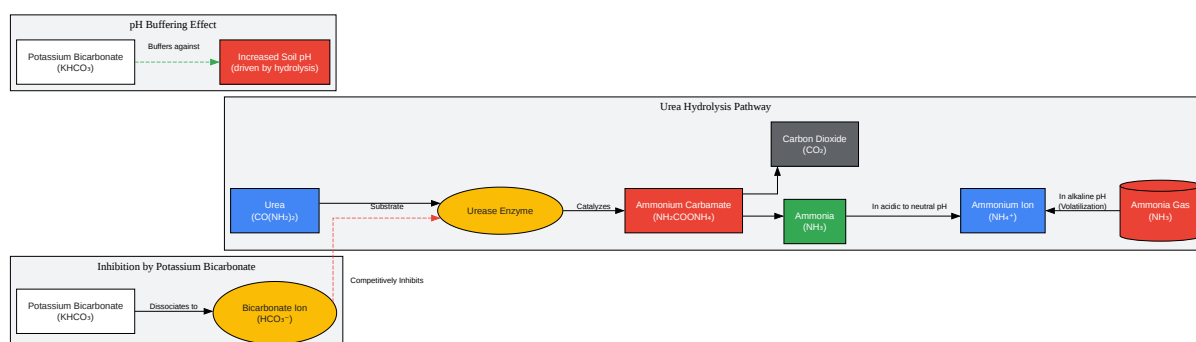 pH Buffering Effect
Potassium Bicarbonate
(KHCO₃)
Buffers against
Increased Soil pH
(driven by hydrolysis)
Urea Hydrolysis Pathway
Carbon Dioxide
(CO₂)
Urea
(CO(NH₂)₂)
Substrate
Urease Enzyme
Catalyzes
Ammonium Carbamate
(NH₂COONH₄)
Ammonia
(NH₃)
In acidic to neutral pH
Ammonium Ion
(NH₄⁺)
In alkaline pH
(Volatilization)
Ammonia Gas
(NH₃)
Inhibition by Potassium Bicarbonate
Potassium Bicarbonate
(KHCO₃)
Dissociates to
Bicarbonate Ion
(HCO₃⁻)
Competitively Inhibits